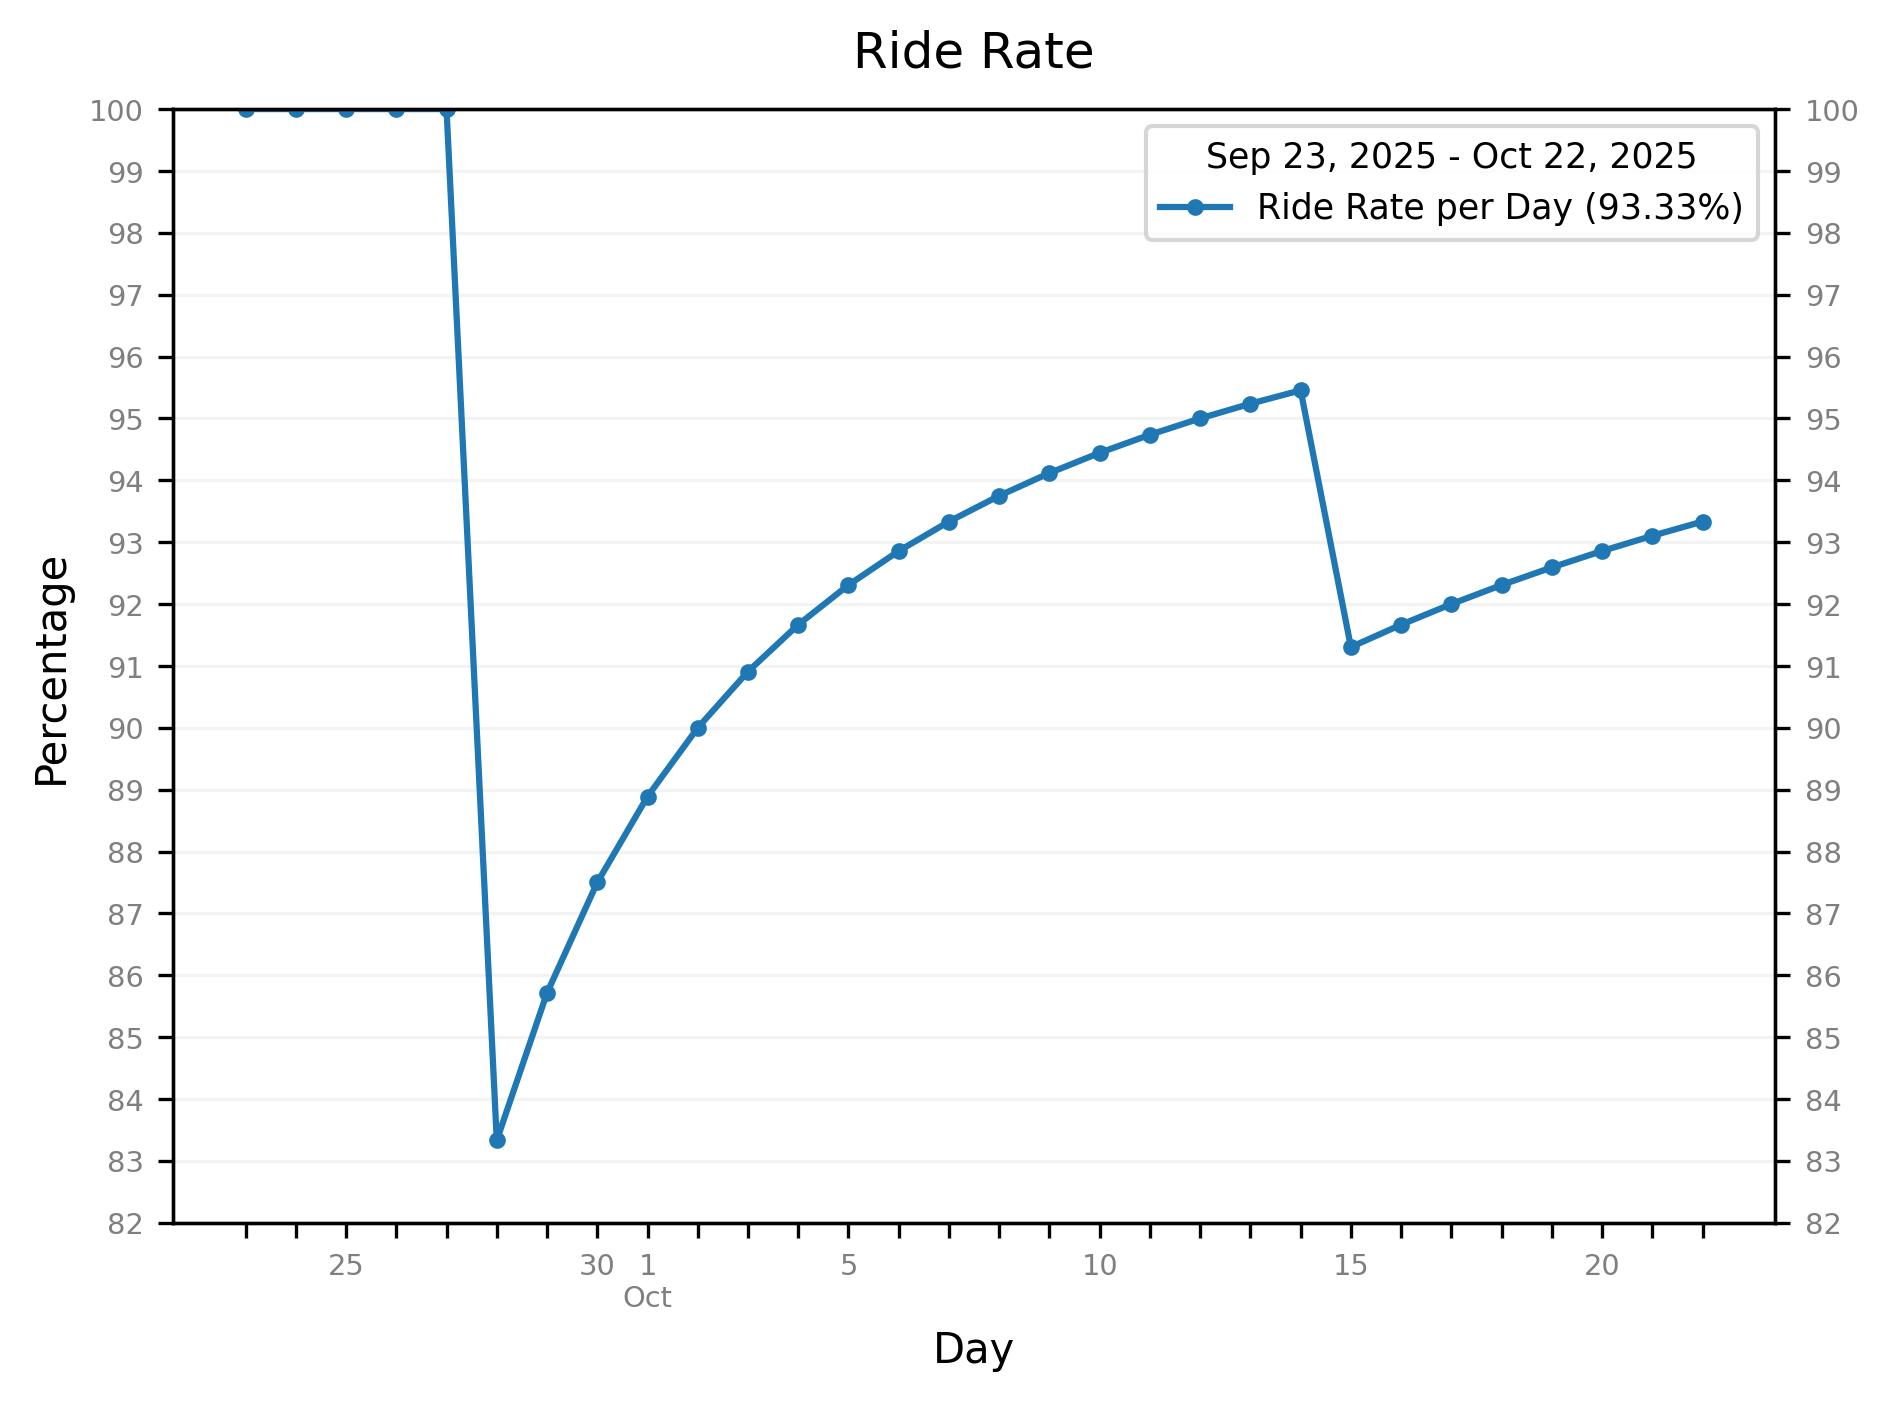 Ride Rate
Sep 23, 2025 - Oct 22, 2025
Ride Rate per Day (93.33%)
100 100
99 99
98 98
97 97
96 96
95 95
94 94
93 93
92 92
91 91
90 90
89 89
88 88
87 87
86 86
85 85
84 84
83 83
82 82
Percentage
25 30 1 5 10 15 20
Oct
Day